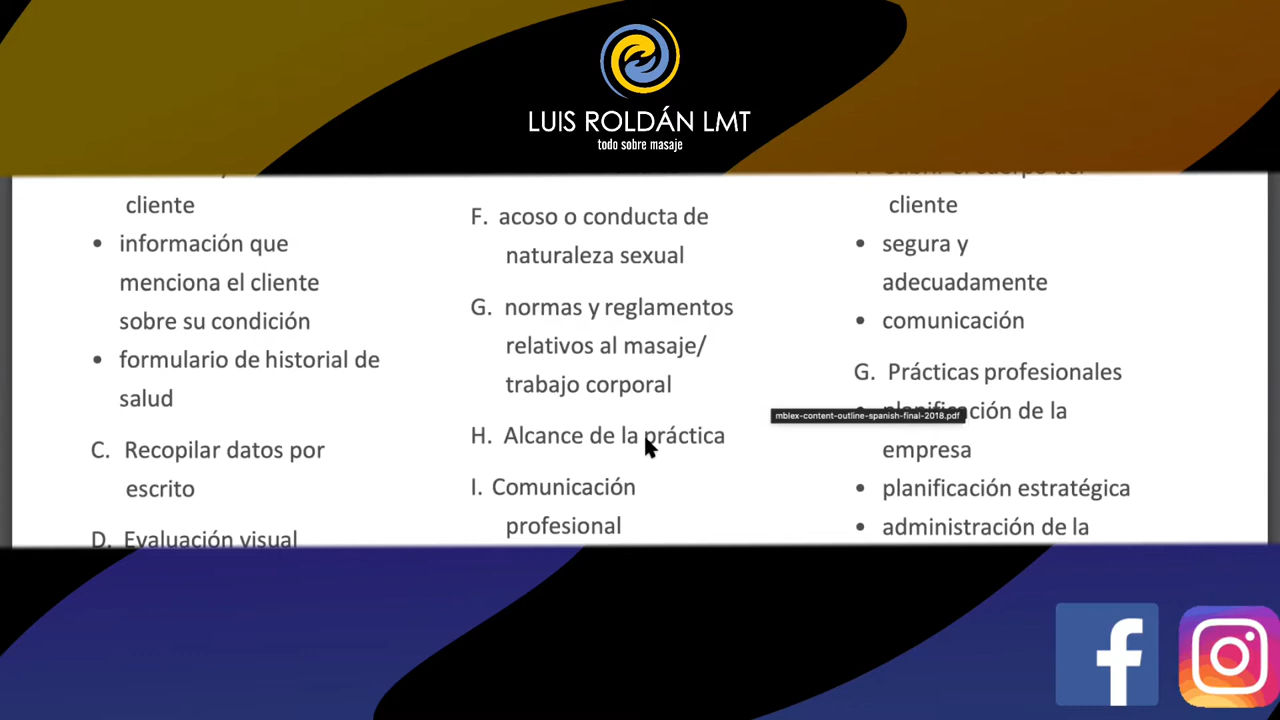 LUIS ROLDÁN LMT
todo sobre masaje
cliente
• información que
menciona el cliente
sobre su condición
• formulario de historial de
salud
C. Recopilar datos por
escrito
D. Evaluación visual
F. acoso o conducta de
naturaleza sexual
G. normas y reglamentos
relativos al masaje/
trabajo corporal
H. Alcance de la práctica
I. Comunicación
profesional
cliente
• segura y
adecuadamente
• comunicación
G. Prácticas profesionales
• planificación de la
empresa
• planificación estratégica
• administración de la
mblex-content-outline-spanish-final-2018.pdf